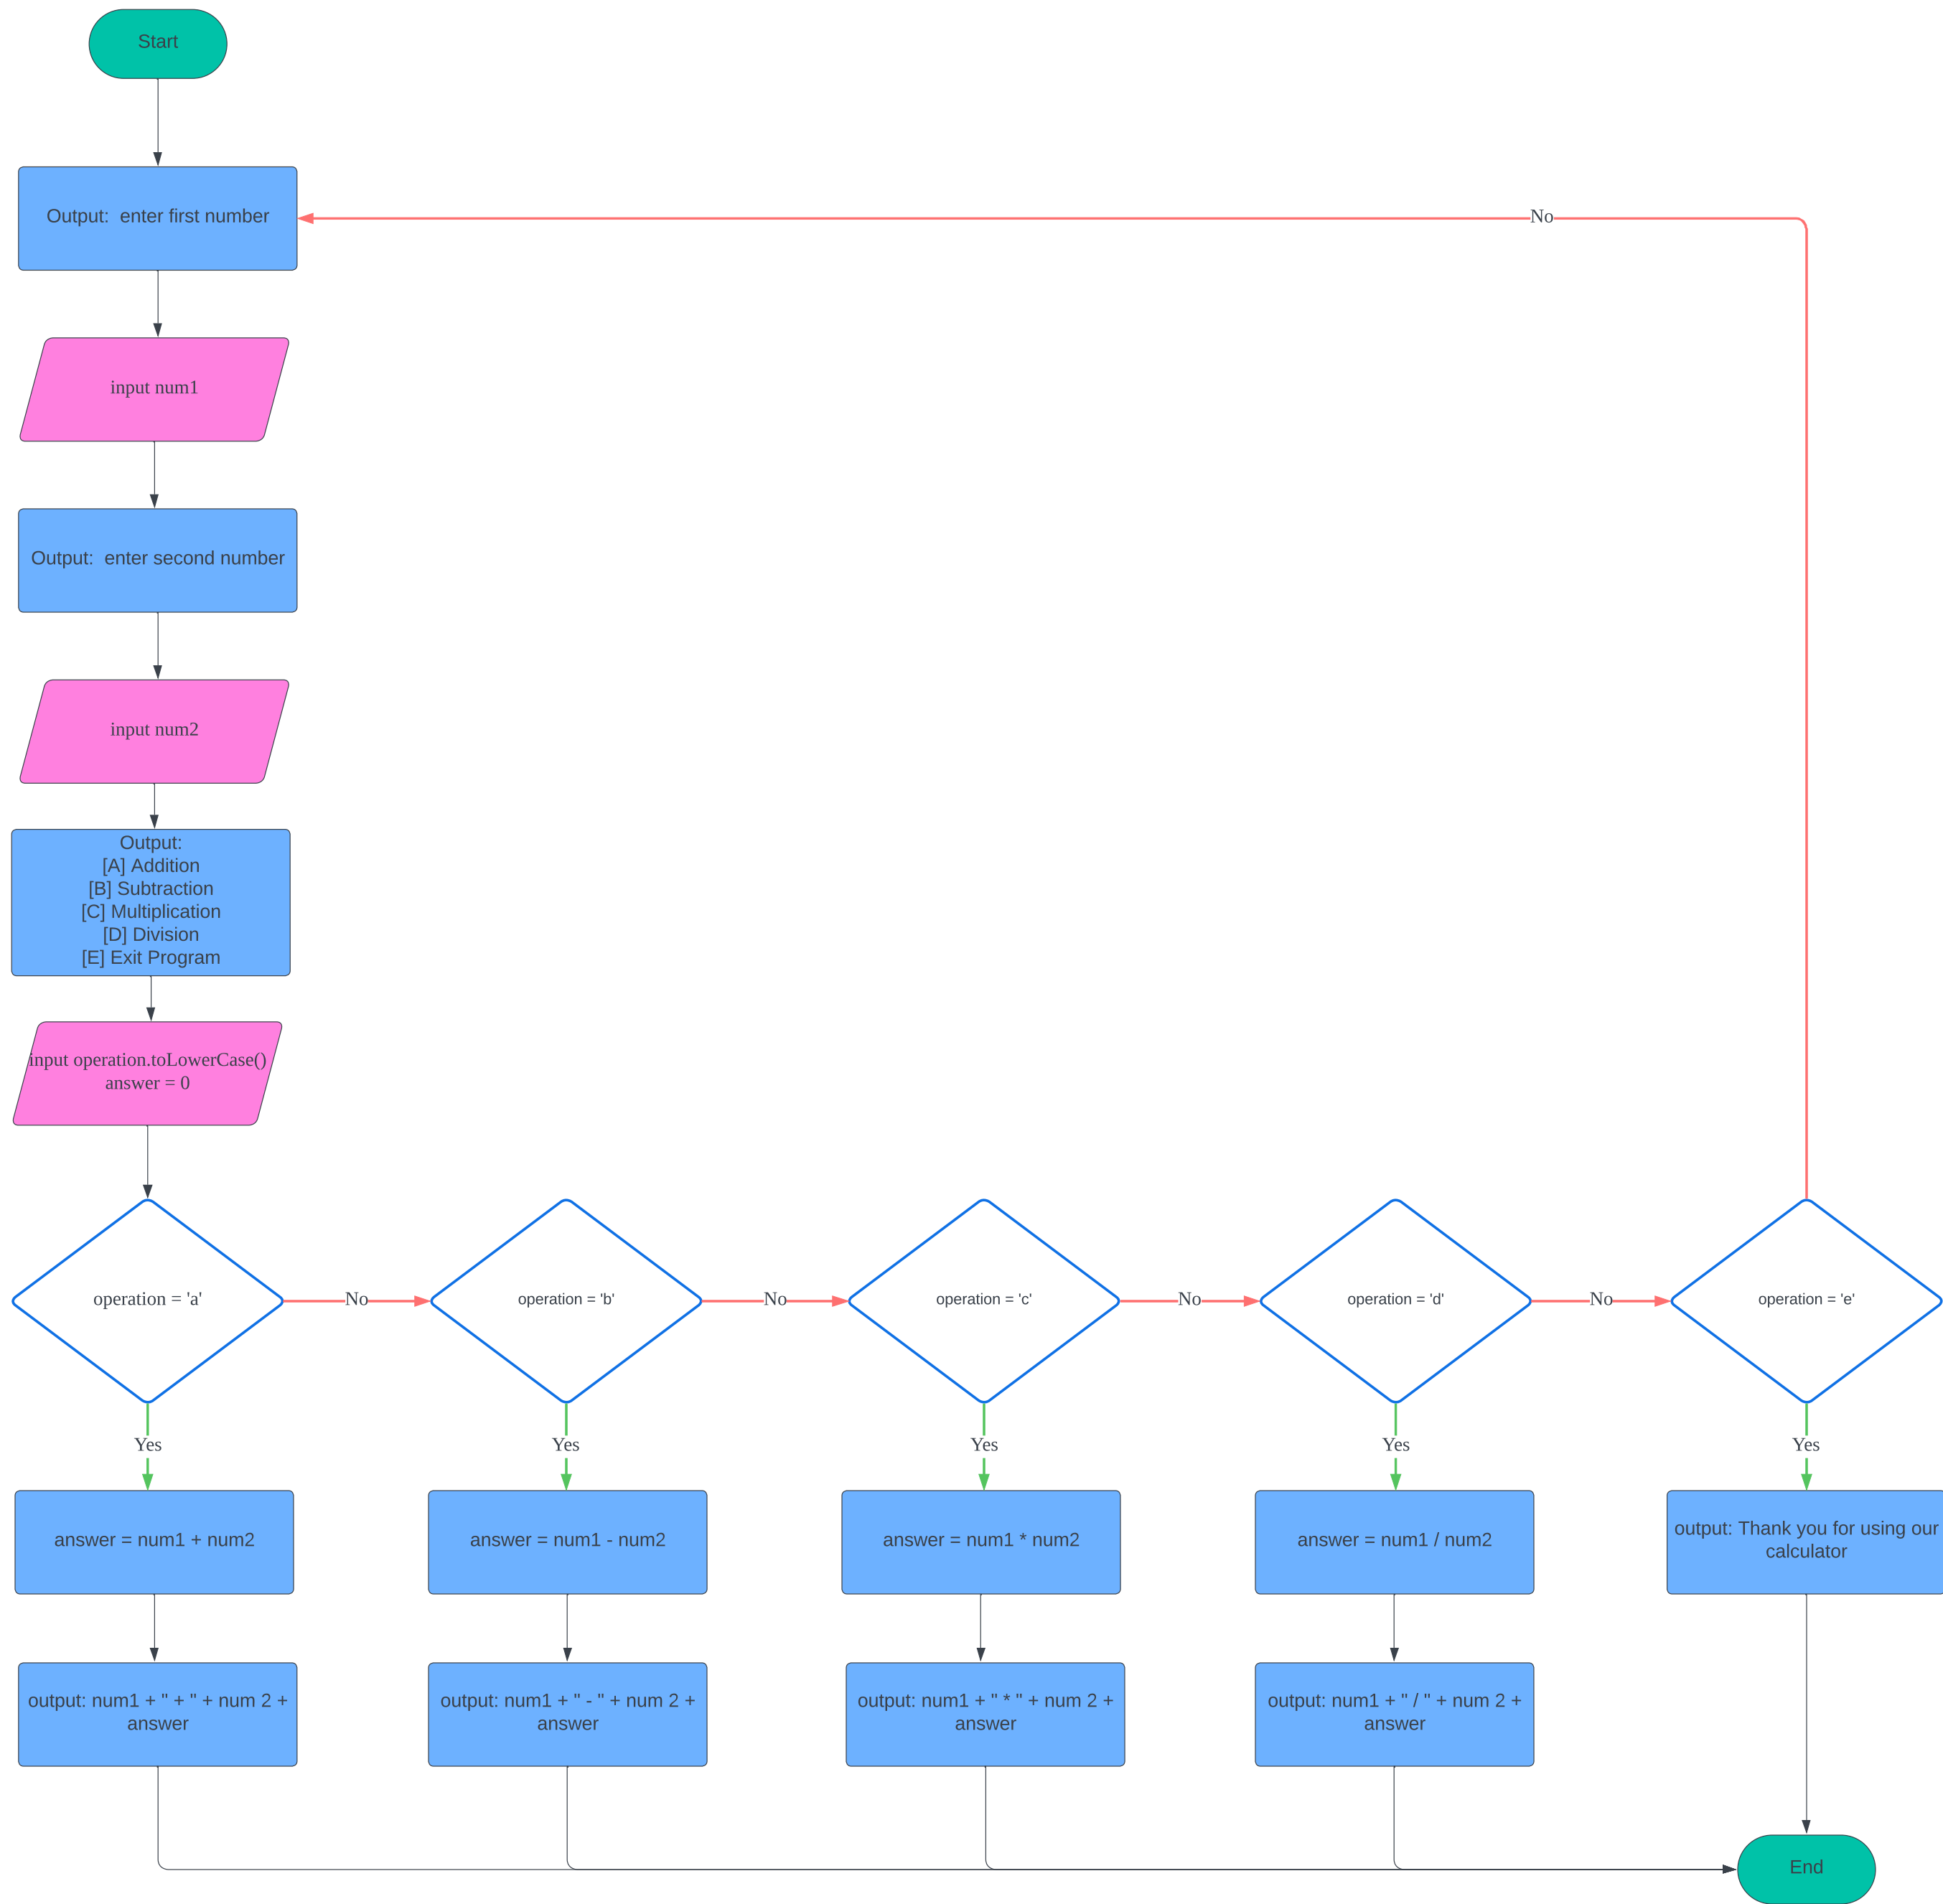 Start
Output:  enter first number
No
input num1
Output:  enter second number
input num2
Output:
[A] Addition
[B] Subtraction
[C] Multiplication
[D] Division
[E] Exit Program
input operation.toLowerCase()
answer = 0
operation = 'a'
No
operation = 'b'
No
operation = 'c'
No
operation = 'd'
No
operation = 'e'
Yes
Yes
Yes
Yes
Yes
answer = num1 + num2
answer = num1 - num2
answer = num1 * num2
answer = num1 / num2
output: Thank you for using our
calculator
output: num1 + " + " + num 2 +
answer
output: num1 + " - " + num 2 +
answer
output: num1 + " * " + num 2 +
answer
output: num1 + " / " + num 2 +
answer
End